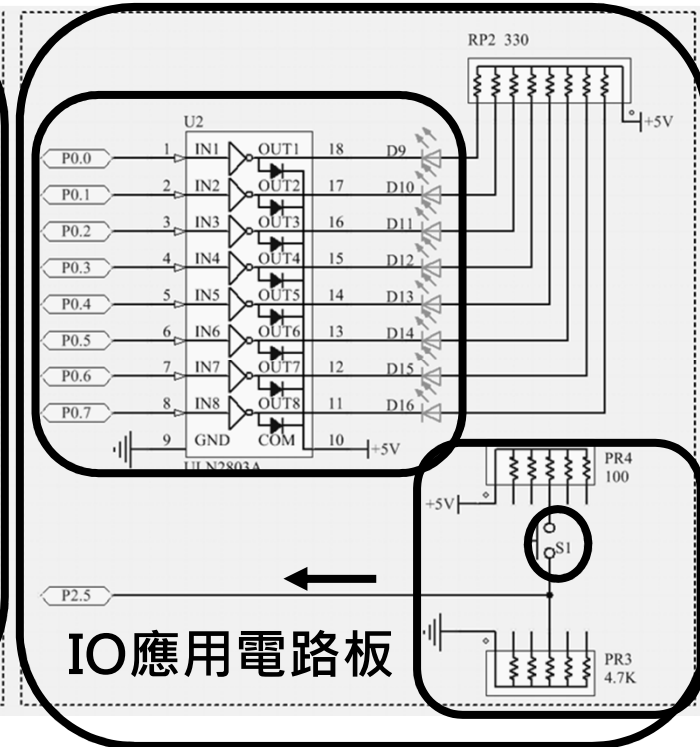 RP2 330
+5V
U2
P0.0 1 IN1 OUT1 18 D9
P0.1 2 IN2 OUT2 17 D10
P0.2 3 IN3 OUT3 16 D11
P0.3 4 IN4 OUT4 15 D12
P0.4 5 IN5 OUT5 14 D13
P0.5 6 IN6 OUT6 13 D14
P0.6 7 IN7 OUT7 12 D15
P0.7 8 IN8 OUT8 11 D16
9 GND COM 10 +5V
ULN2803A
PR4
100
+5V
S1
P2.5
IO應用電路板
PR3
4.7K